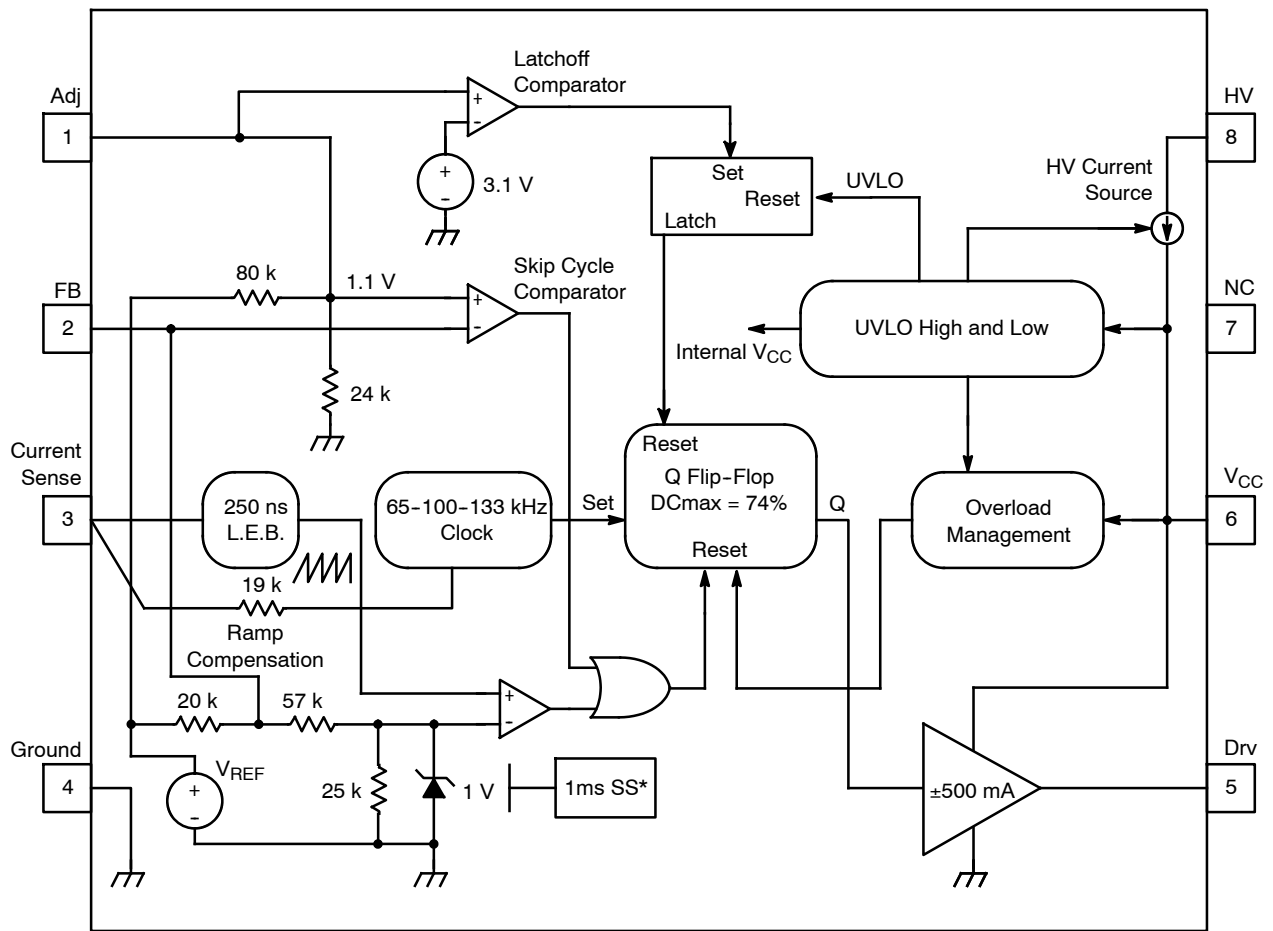 Latchoff
Comparator
Adj
1
+
-
+
-
3.1 V
HV
8
HV Current
Source
Set
Reset
Latch
UVLO
80 k
1.1 V
Skip Cycle
Comparator
FB
2
+
-
24 k
Internal VCC
UVLO High and Low
NC
7
Current
Sense
3
250 ns
L.E.B.
65-100-133 kHz
Clock
Set
Reset
Q Flip-Flop
DCmax = 74%
Reset
Q
Overload
Management
VCC
6
19 k
Ramp
Compensation
20 k
57 k
+
-
Ground
4
VREF
+
-
25 k
1 V
1ms SS*
±500 mA
Drv
5